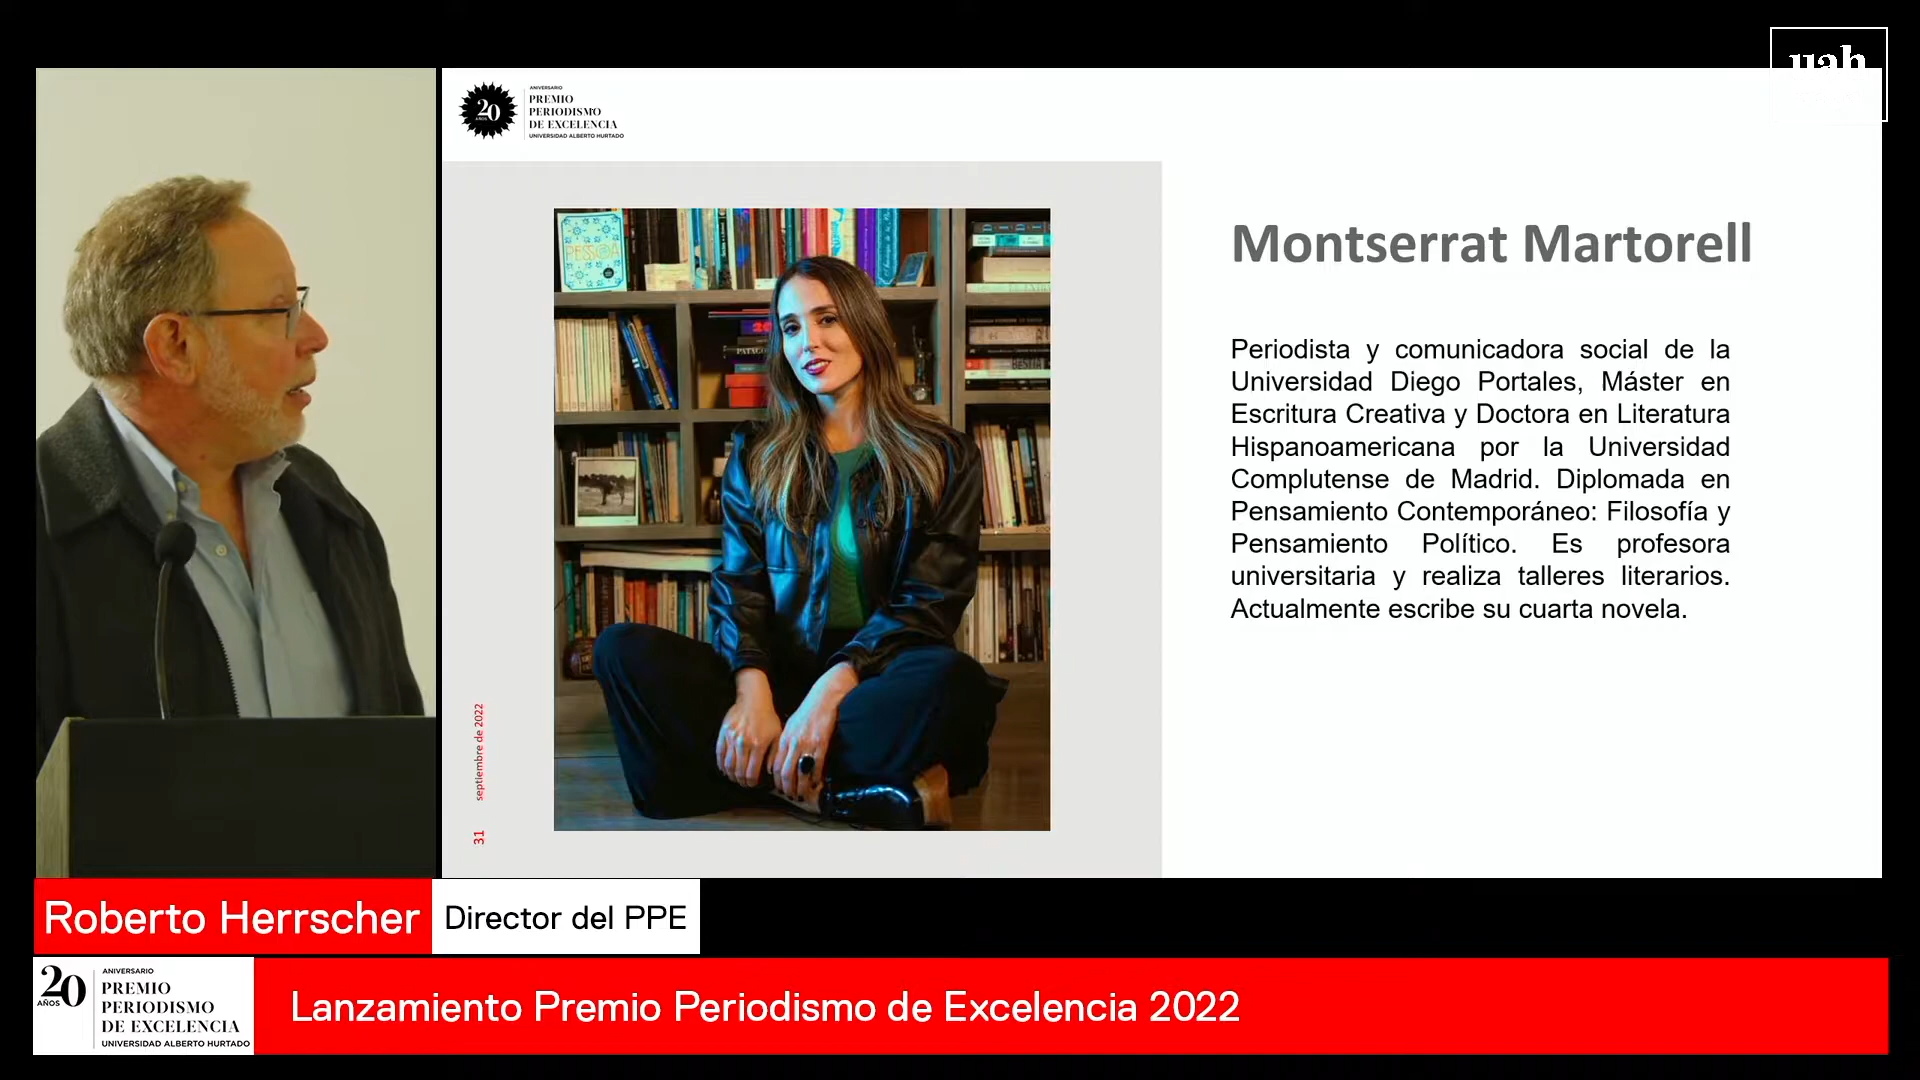 uah
20
AÑOS
ANIVERSARIO
PREMIO
PERIODISMO
DE EXCELENCIA
UNIVERSIDAD ALBERTO HURTADO
PESSOA
Montserrat Martorell
Periodista y comunicadora social de la
Universidad Diego Portales, Máster en
Escritura Creativa y Doctora en Literatura
Hispanoamericana por la Universidad
Complutense de Madrid. Diplomada en
Pensamiento Contemporáneo: Filosofía y
Pensamiento Político. Es profesora
universitaria y realiza talleres literarios.
Actualmente escribe su cuarta novela.
septiembre de 2022
31
Roberto Herrscher
Director del PPE
20
AÑOS
ANIVERSARIO
PREMIO
PERIODISMO
DE EXCELENCIA
UNIVERSIDAD ALBERTO HURTADO
Lanzamiento Premio Periodismo de Excelencia 2022